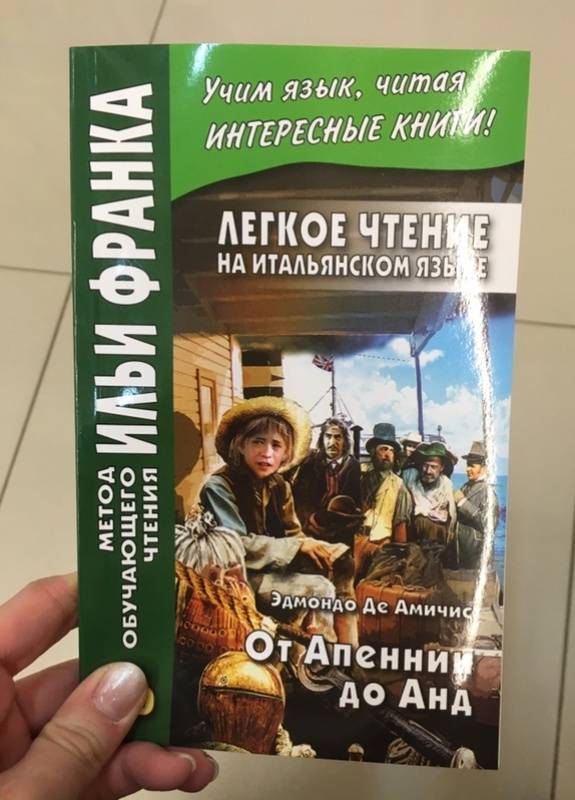 Учим язык, читая
ИНТЕРЕСНЫЕ КНИГИ!
ЛЕГКОЕ ЧТЕНИЕ
НА ИТАЛЬЯНСКОМ ЯЗЫКЕ
Эдмондо Де Амичис
От Апеннин
до Анд
МЕТОД
ОБУЧАЮЩЕГО
ЧТЕНИЯ
ИЛЬИ ФРАНКА